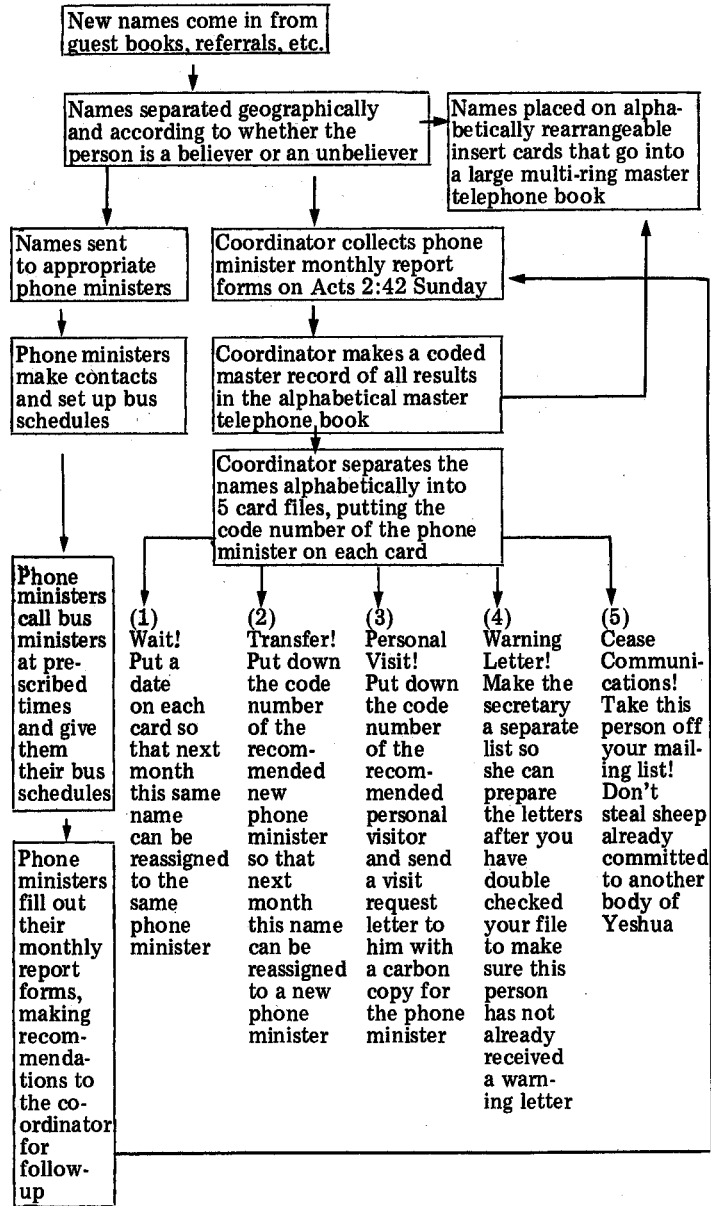 New names come in from
guest books, referrals, etc.
Names separated geographically
and according to whether the
person is a believer or an unbeliever
Names placed on alpha-
betically rearrangeable
insert cards that go into
a large multi-ring master
telephone book
Names sent
to appropriate
phone ministers
Coordinator collects phone
minister monthly report
forms on Acts 2:42 Sunday
Phone ministers
make contacts
and set up bus
schedules
Coordinator makes a coded
master record of all results
in the alphabetical master
telephone book
Coordinator separates the
names alphabetically into
5 card files, putting the
code number of the phone
minister on each card
Phone
ministers
call bus
ministers
at pre-
scribed
times
and give
them
their bus
schedules
Phone
ministers
fill out
their
monthly
report
forms,
making
recom-
menda-
tions to
the co-
ordinator
for
follow-
up
(1)
Wait!
Put a
date
on each
card so
that next
month
this same
name
can be
reassigned
to the
same
phone
minister
(2)
Transfer!
Put down
the code
number
of the
recom-
mended
new
phone
minister
so that
next
month
this name
can be
reassigned
to a new
phone
minister
(3)
Personal
Visit!
Put down
the code
number
of the
recom-
mended
personal
visitor
and send
a visit
request
letter to
him with
a carbon
copy for
the phone
minister
(4)
Warning
Letter!
Make the
secretary
a separate
list so
she can
prepare
the letters
after you
have
double
checked
your file
to make
sure this
person
has not
already
received
a warn-
ing letter
(5)
Cease
Communi-
cations!
Take this
person off
your mail-
ing list!
Don't
steal sheep
already
committed
to another
body of
Yeshua